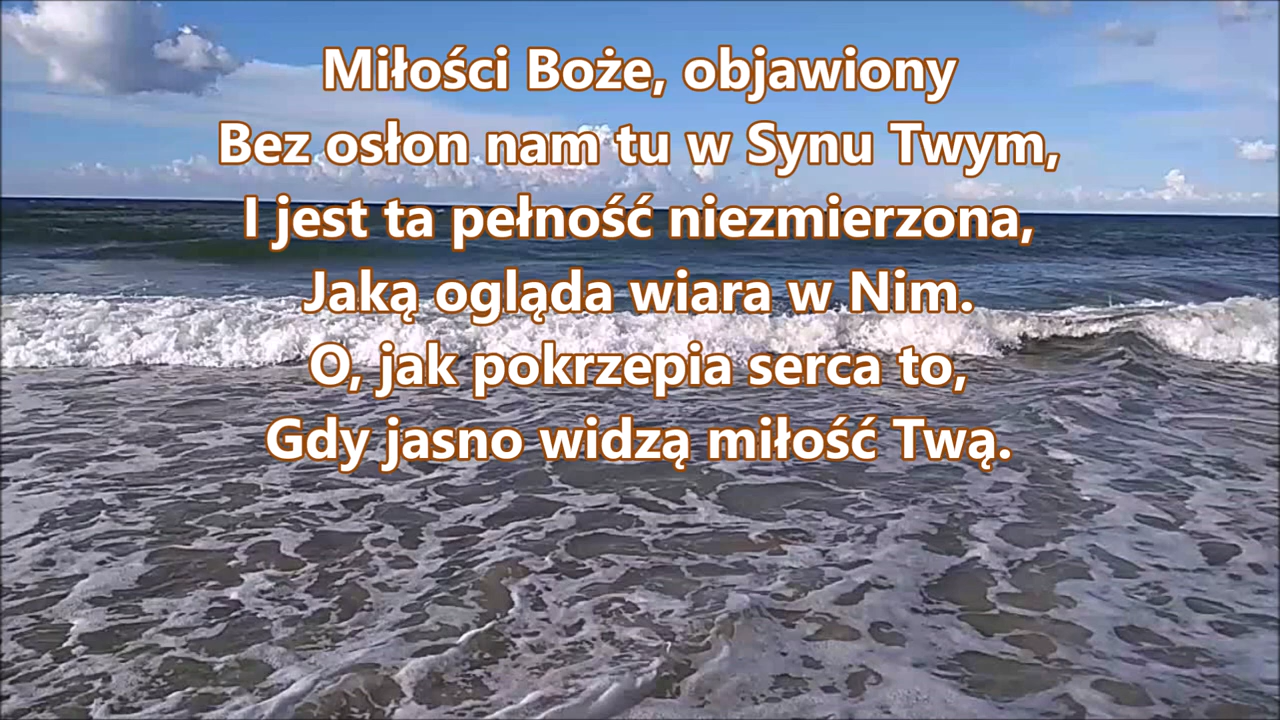 Miłości Boże, objawiony
Bez osłon nam tu w Synu Twym,
I jest ta pełność niezmierzona,
Jaką ogląda wiara w Nim.
O, jak pokrzepia serca to,
Gdy jasno widzą miłość Twą.